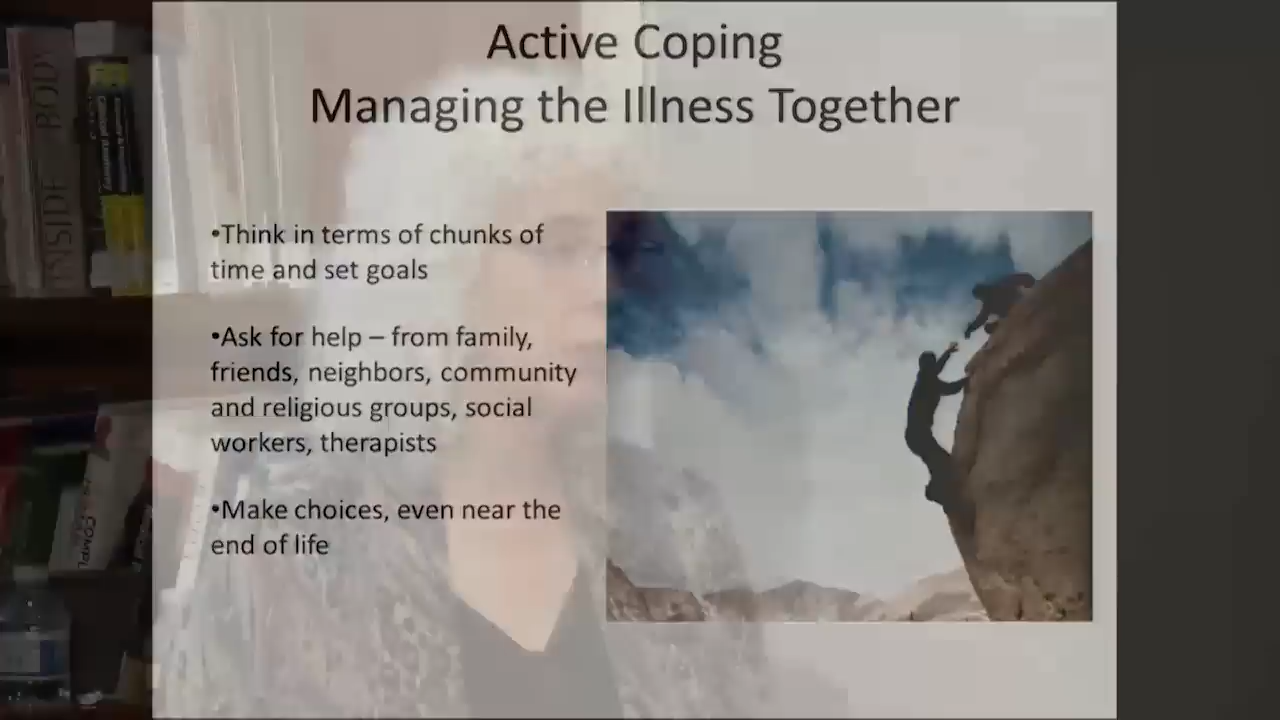 Active Coping
Managing the Illness Together
•Think in terms of chunks of
time and set goals
•Ask for help – from family,
friends, neighbors, community
and religious groups, social
workers, therapists
•Make choices, even near the
end of life
INSIDE BODY